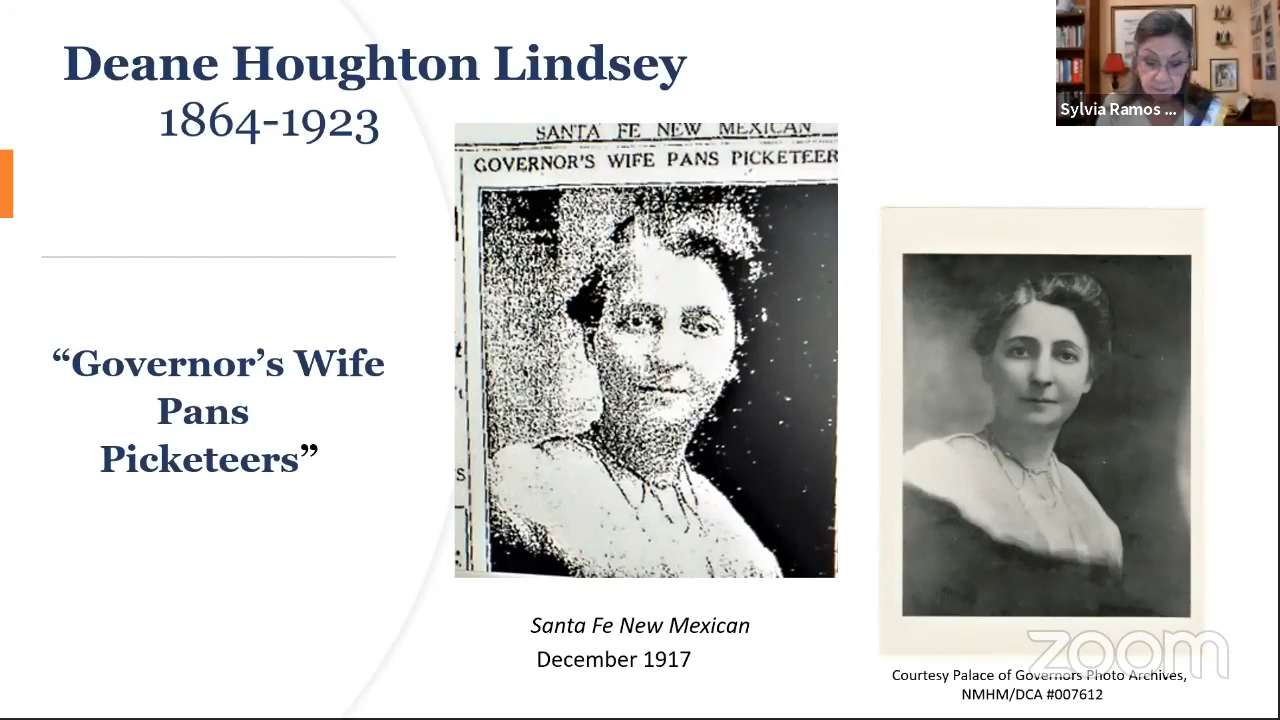 Deane Houghton Lindsey
1864-1923
“Governor’s Wife
Pans
Picketeers”
SANTA FE NEW MEXICAN
GOVERNOR'S WIFE PANS PICKETEER
S
Santa Fe New Mexican
December 1917
Sylvia Ramos ...
Courtesy Palace of Governors Photo Archives,
NMHM/DCA #007612
zoom